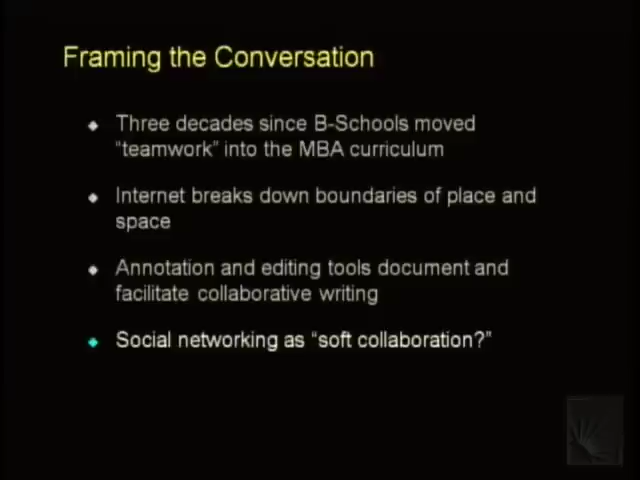 Framing the Conversation
Three decades since B-Schools moved
“teamwork” into the MBA curriculum
Internet breaks down boundaries of place and
space
Annotation and editing tools document and
facilitate collaborative writing
Social networking as “soft collaboration?”